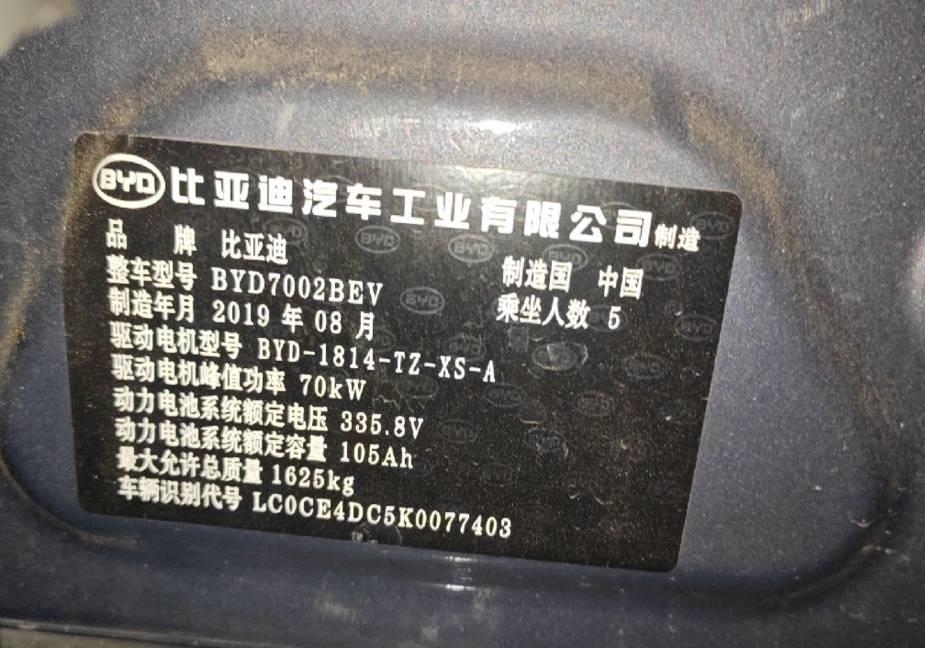 BYD 比亚迪汽车工业有限公司制造
品 牌 比亚迪
制造国 中国
整车型号 BYD7002BEV
乘坐人数 5
制造年月 2019 年 08 月
驱动电机型号 BYD-1814-TZ-XS-A
驱动电机峰值功率 70kW
动力电池系统额定电压 335.8V
动力电池系统额定容量 105Ah
最大允许总质量 1625kg
车辆识别代号 LC0CE4DC5K0077403